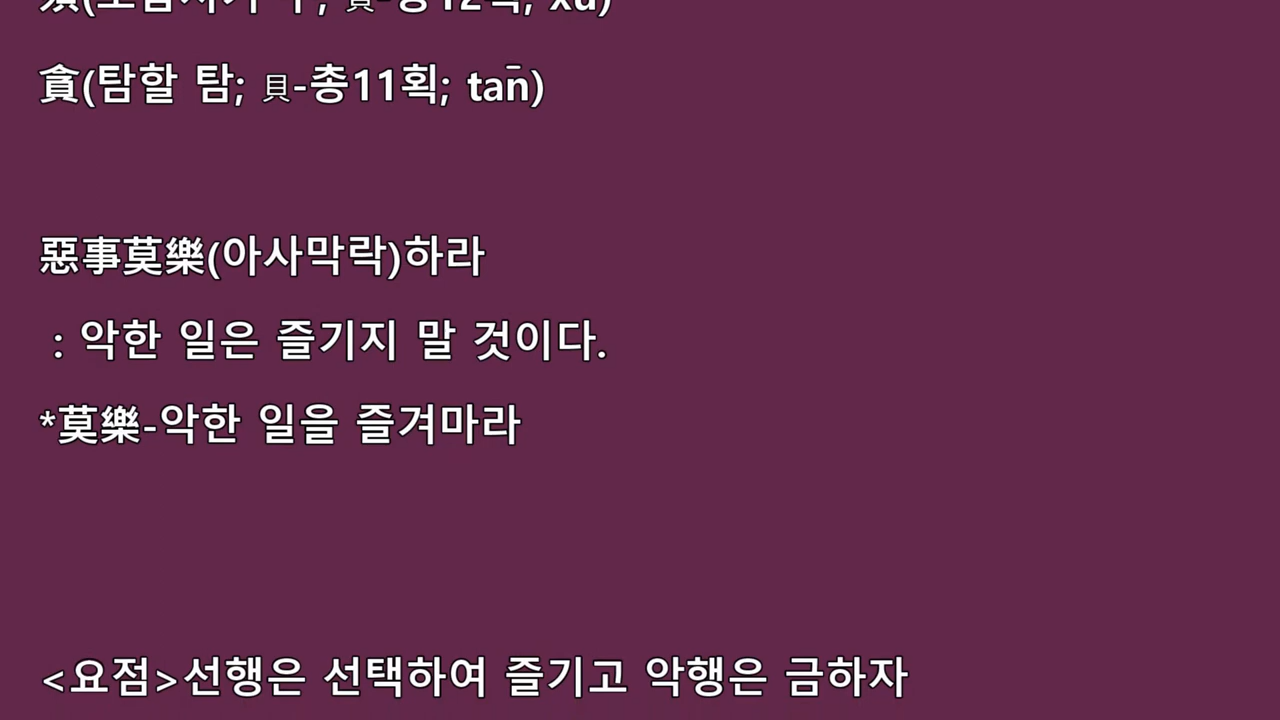 貪(탐할 탐; 貝-총11획; tan̄)
惡事莫樂(아사막락)하라
: 악한 일은 즐기지 말 것이다.
*莫樂-악한 일을 즐겨마라
<요점>선행은 선택하여 즐기고 악행은 금하자